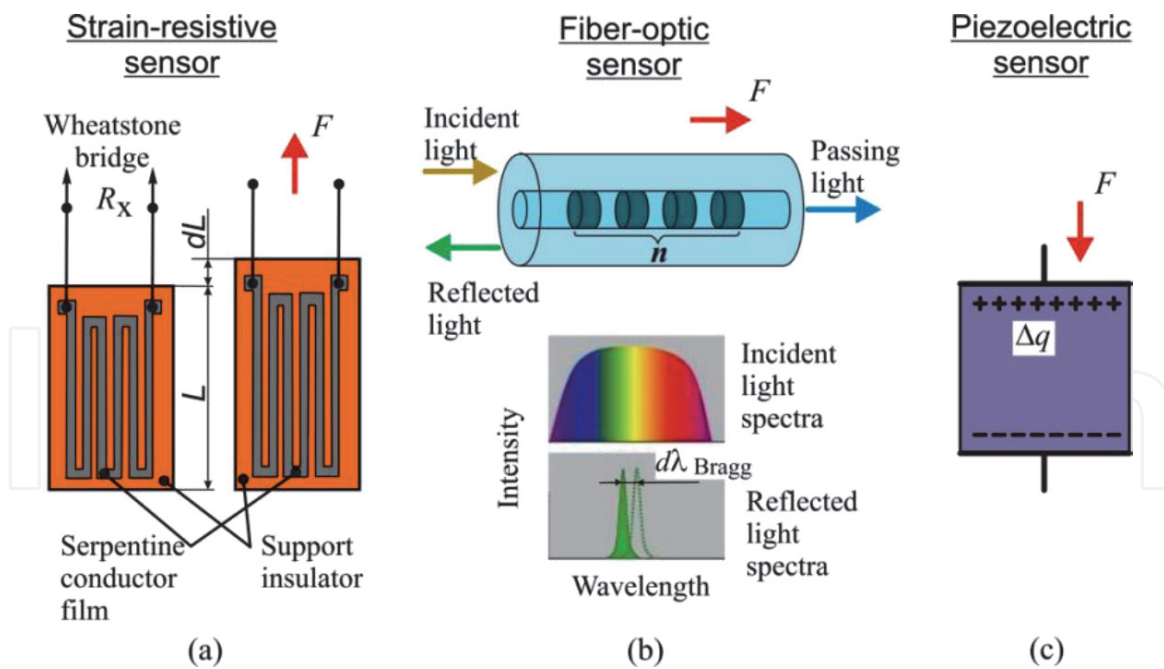 Strain-resistive
sensor
Wheatstone
bridge
R_X
F
dL
L
Serpentine
conductor
film
Support
insulator
(a)
Fiber-optic
sensor
Incident
light
F
Passing
light
n
Reflected
light
Intensity
Incident
light
spectra
dλ Bragg
Reflected
light
spectra
Wavelength
(b)
Piezoelectric
sensor
F
+ + + + + + + +
Δq
− − − − − − − −
(c)